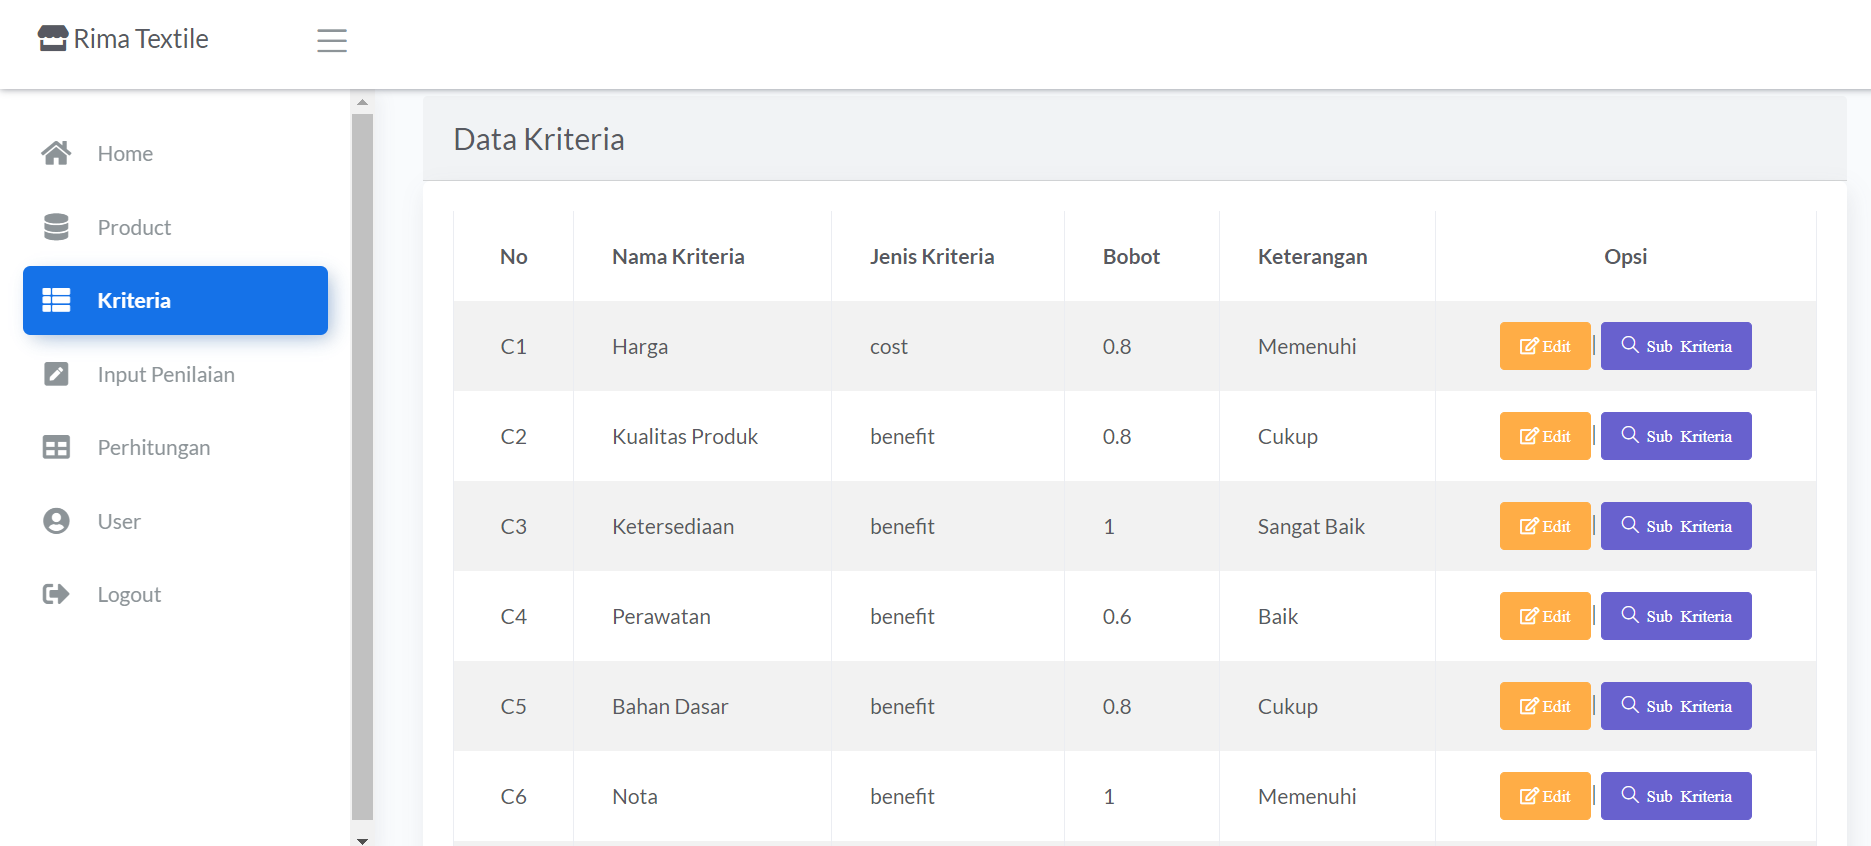 Rima Textile
Home
Product
Kriteria
Input Penilaian
Perhitungan
User
Logout
Data Kriteria
No Nama Kriteria Jenis Kriteria Bobot Keterangan Opsi
C1 Harga cost 0.8 Memenuhi Edit | Sub Kriteria
C2 Kualitas Produk benefit 0.8 Cukup Edit | Sub Kriteria
C3 Ketersediaan benefit 1 Sangat Baik Edit | Sub Kriteria
C4 Perawatan benefit 0.6 Baik Edit | Sub Kriteria
C5 Bahan Dasar benefit 0.8 Cukup Edit | Sub Kriteria
C6 Nota benefit 1 Memenuhi Edit | Sub Kriteria